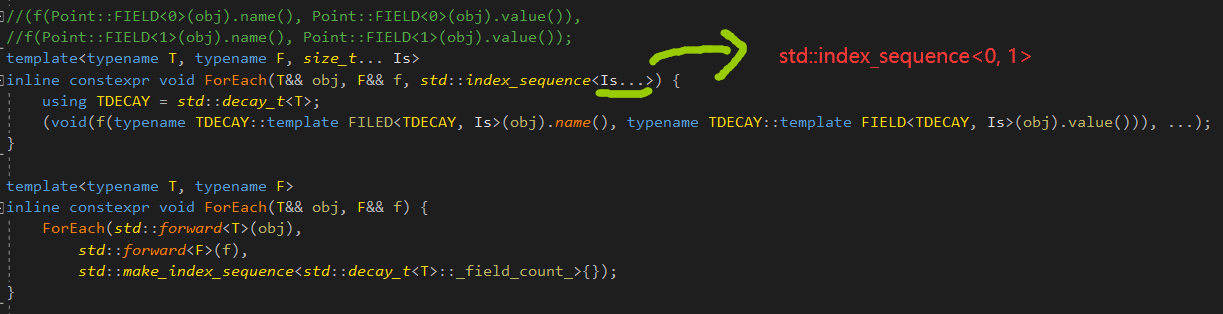 //(f(Point::FIELD<0>(obj).name(), Point::FIELD<0>(obj).value()),
//f(Point::FIELD<1>(obj).name(), Point::FIELD<1>(obj).value());
template<typename T, typename F, size_t... Is>
std::index_sequence<0, 1>
inline constexpr void ForEach(T&& obj, F&& f, std::index_sequence<Is...>) {
using TDECAY = std::decay_t<T>;
(void(f(typename TDECAY::template FILED<TDECAY, Is>(obj).name(), typename TDECAY::template FIELD<TDECAY, Is>(obj).value())), ...);
}
template<typename T, typename F>
inline constexpr void ForEach(T&& obj, F&& f) {
ForEach(std::forward<T>(obj),
std::forward<F>(f),
std::make_index_sequence<std::decay_t<T>::_field_count_>{});
}